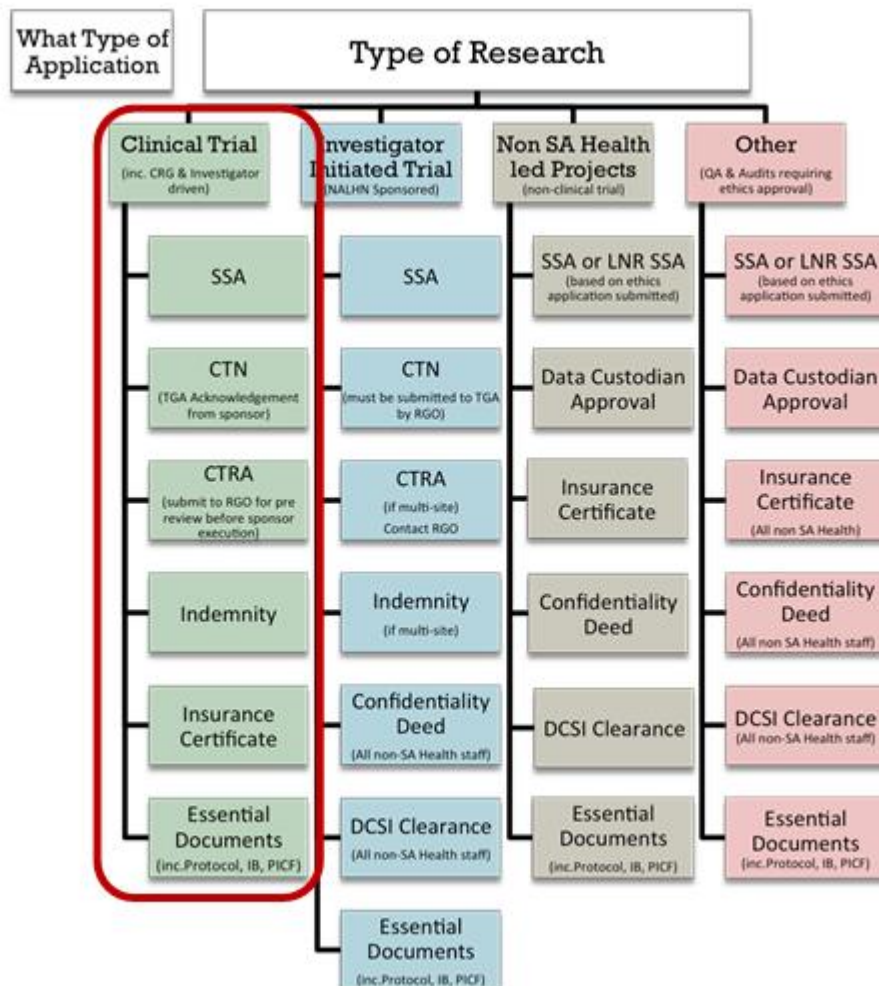 What Type of
Application
Type of Research
Clinical Trial
(inc. CRG & Investigator
driven)
SSA
CTN
(TGA Acknowledgement
from sponsor)
CTRA
(submit to RGO for pre
review before sponsor
execution)
Indemnity
Insurance
Certificate
Essential
Documents
(inc.Protocol, IB, PICF)
Investigator
Initiated Trial
(NALHN Sponsored)
SSA
CTN
(must be submitted to TGA
by RGO)
CTRA
(if multi-site)
Contact RGO
Indemnity
(if multi-site)
Confidentiality
Deed
(All non-SA Health staff)
DCSI Clearance
(All non-SA Health staff)
Essential
Documents
(inc.Protocol, IB, PICF)
Non SA Health
led Projects
(non-clinical trial)
SSA or LNR SSA
(based on ethics
application submitted)
Data Custodian
Approval
Insurance
Certificate
Confidentiality
Deed
DCSI Clearance
Essential
Documents
(inc.Protocol, IB, PICF)
Other
(QA & Audits requiring
ethics approval)
SSA or LNR SSA
(based on ethics
application submitted)
Data Custodian
Approval
Insurance
Certificate
(All non SA Health)
Confidentiality
Deed
(All non SA Health staff)
DCSI Clearance
(All non-SA Health staff)
Essential
Documents
(inc.Protocol, IB, PICF)